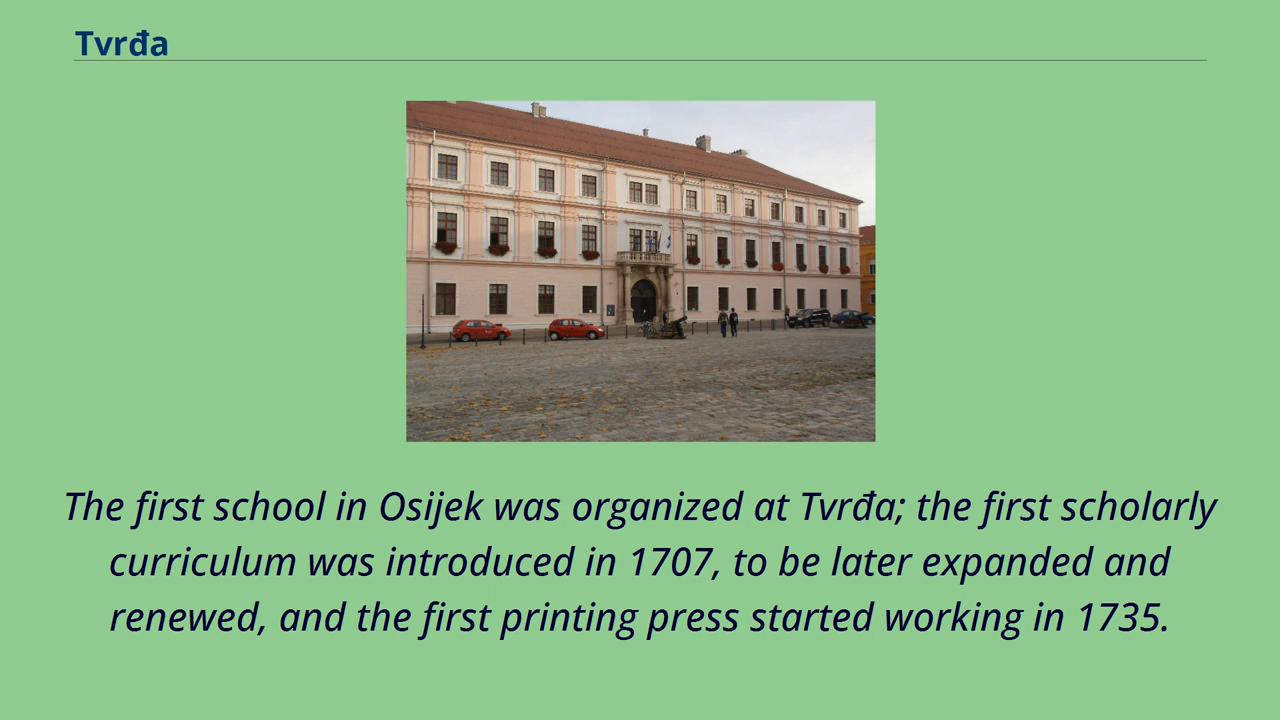 Tvrđa
The first school in Osijek was organized at Tvrđa; the first scholarly
curriculum was introduced in 1707, to be later expanded and
renewed, and the first printing press started working in 1735.